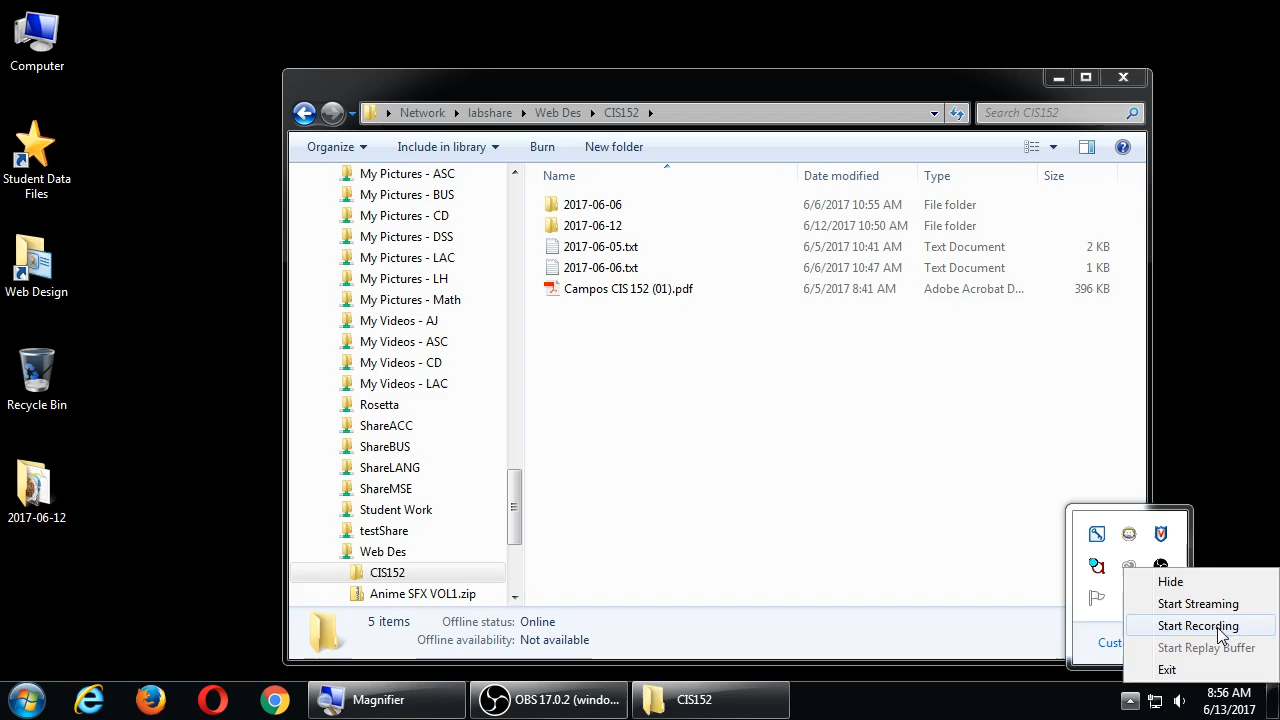 Computer
Student Data
Files
Web Design
Recycle Bin
2017-06-12
Network labshare Web Des CIS152
Search CIS152
Organize Include in library Burn New folder
My Pictures - ASC
My Pictures - BUS
My Pictures - CD
My Pictures - DSS
My Pictures - LAC
My Pictures - LH
My Pictures - Math
My Videos - AJ
My Videos - ASC
My Videos - CD
My Videos - LAC
Rosetta
ShareACC
ShareBUS
ShareLANG
ShareMSE
Student Work
testShare
Web Des
CIS152
Anime SFX VOL1.zip
Name Date modified Type Size
2017-06-06 6/6/2017 10:55 AM File folder
2017-06-12 6/12/2017 10:50 AM File folder
2017-06-05.txt 6/5/2017 10:41 AM Text Document 2 KB
2017-06-06.txt 6/6/2017 10:47 AM Text Document 1 KB
Campos CIS 152 (01).pdf 6/5/2017 8:41 AM Adobe Acrobat D... 396 KB
5 items Offline status: Online
Offline availability: Not available
Cust
Hide
Start Streaming
Start Recording
Start Replay Buffer
Exit
Magnifier
OBS 17.0.2 (windo...
CIS152
8:56 AM
6/13/2017